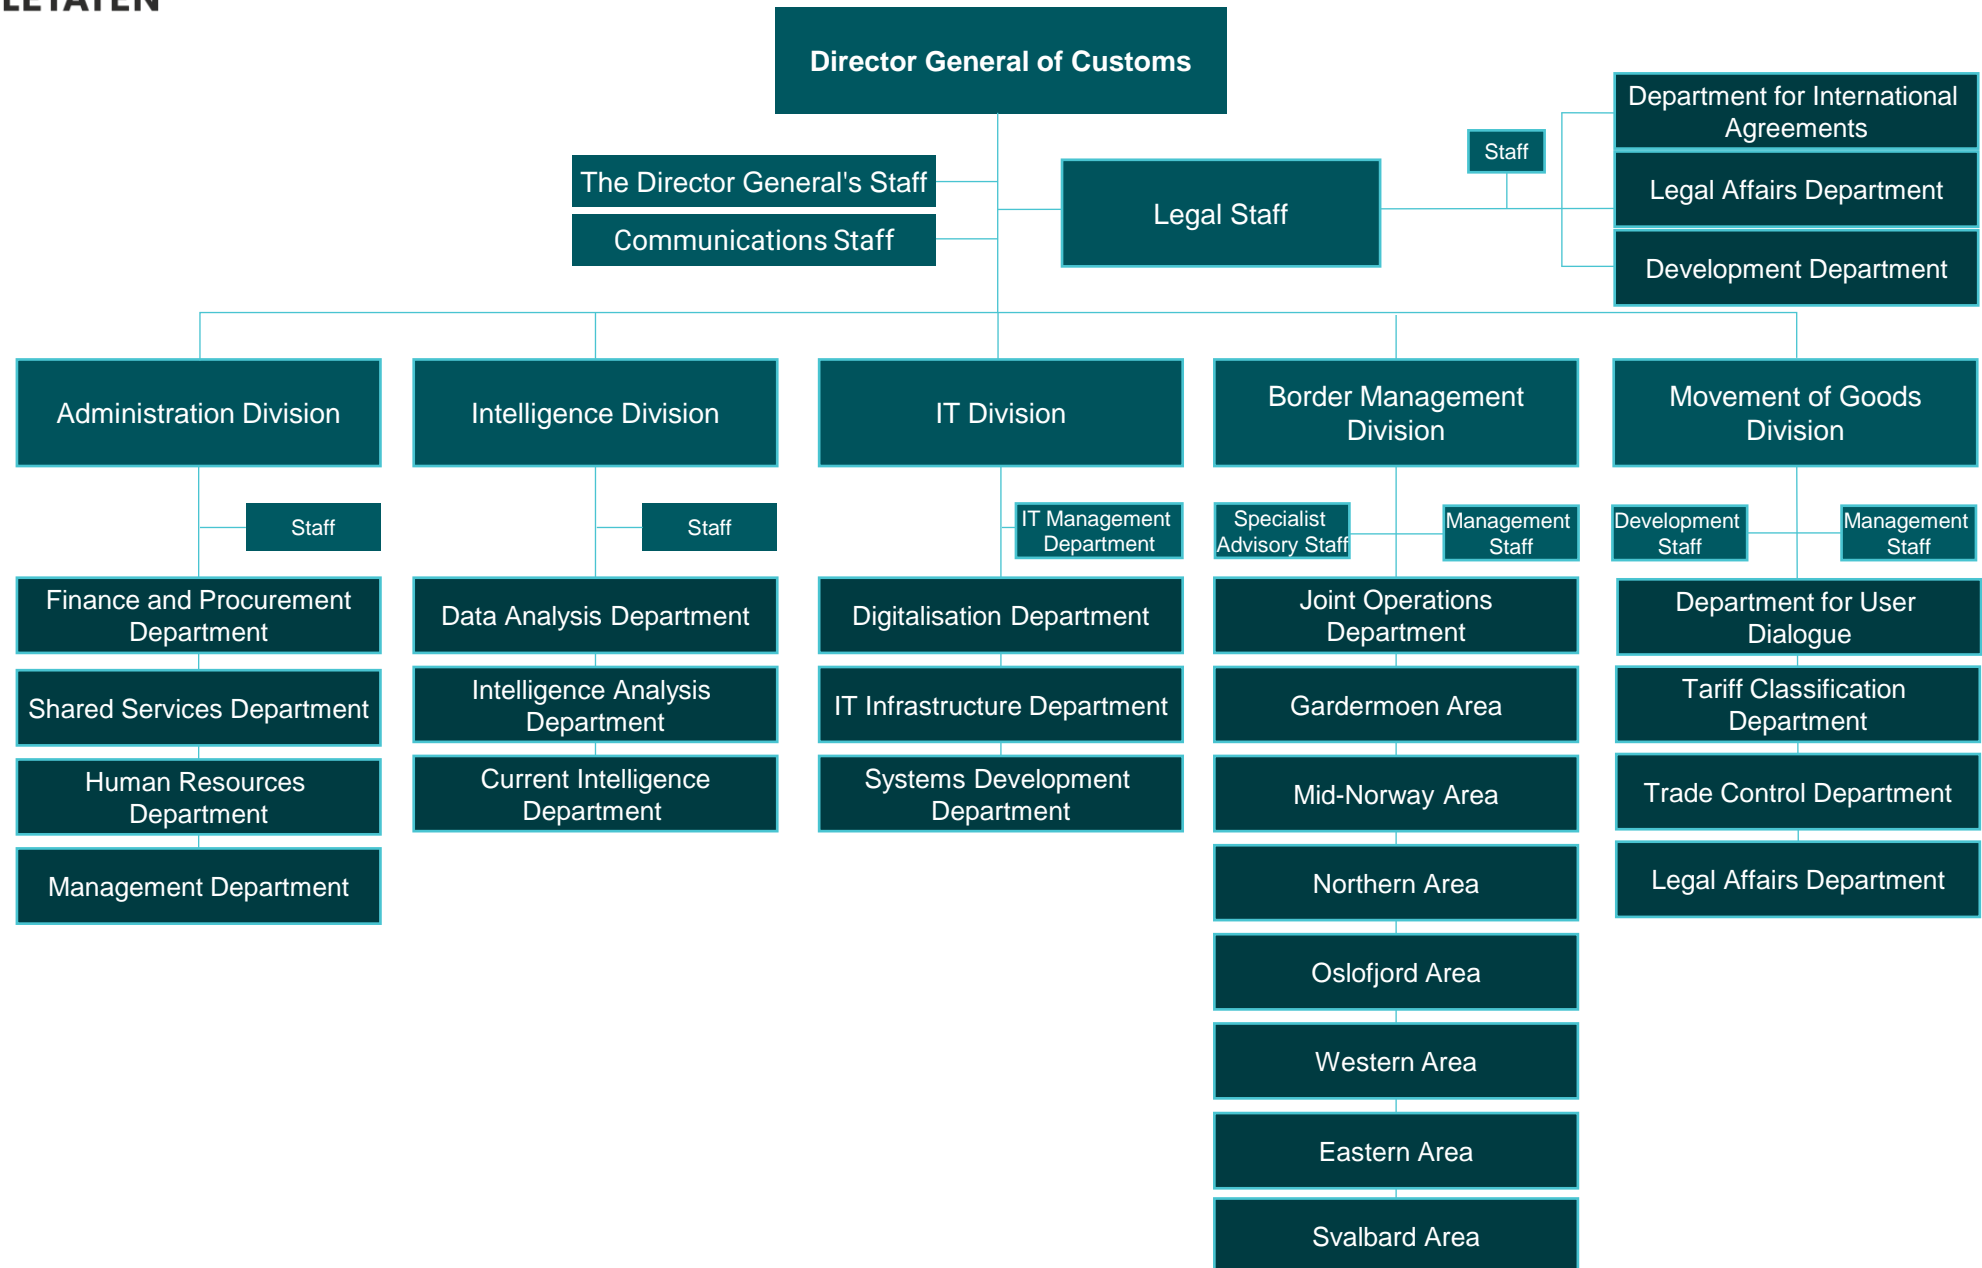 Director General of Customs
The Director General's Staff
Communications Staff
Legal Staff
Staff
Department for International
Agreements
Legal Affairs Department
Development Department
Administration Division
Staff
Finance and Procurement
Department
Shared Services Department
Human Resources
Department
Management Department
Intelligence Division
Staff
Data Analysis Department
Intelligence Analysis
Department
Current Intelligence
Department
IT Division
IT Management
Department
Digitalisation Department
IT Infrastructure Department
Systems Development
Department
Border Management
Division
Specialist
Advisory Staff
Management
Staff
Joint Operations
Department
Gardermoen Area
Mid-Norway Area
Northern Area
Oslofjord Area
Western Area
Eastern Area
Svalbard Area
Movement of Goods
Division
Development
Staff
Management
Staff
Department for User
Dialogue
Tariff Classification
Department
Trade Control Department
Legal Affairs Department